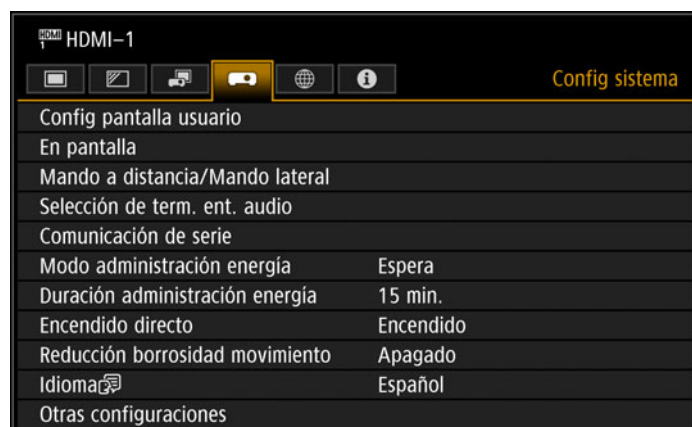 HDMI 1 HDMI-1
Config sistema
Config pantalla usuario
En pantalla
Mando a distancia/Mando lateral
Selección de term. ent. audio
Comunicación de serie
Modo administración energía Espera
Duración administración energía 15 min.
Encendido directo Encendido
Reducción borrosidad movimiento Apagado
Idioma Español
Otras configuraciones